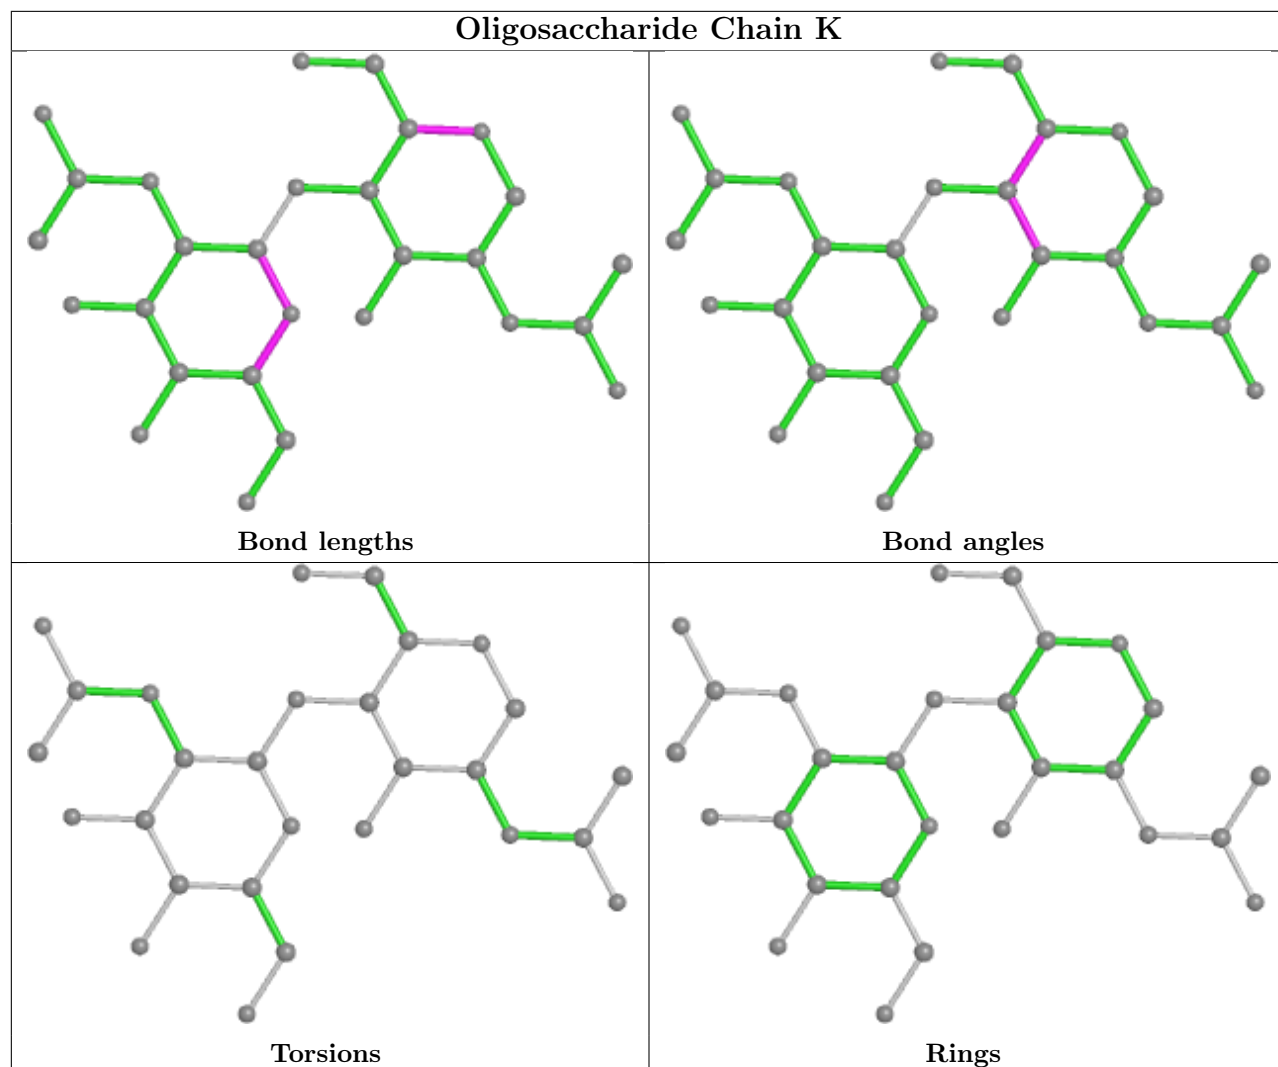 Oligosaccharide Chain K
Bond lengths
Bond angles
Torsions
Rings